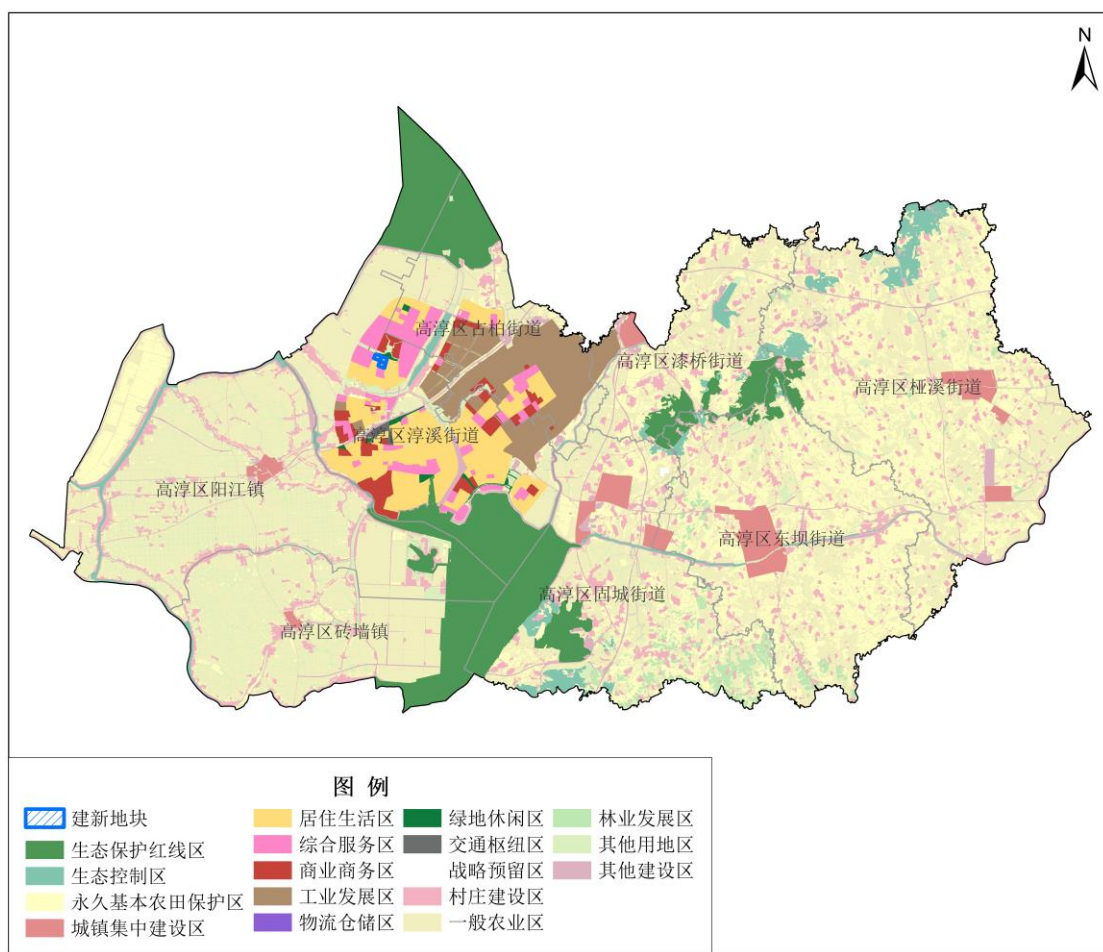 N
高淳区古柏街道
高淳区漆桥街道
高淳区桠溪街道
高淳区淳溪街道
高淳区阳江镇
高淳区东坝街道
高淳区固城街道
高淳区砖墙镇
图 例
建新地块
生态保护红线区
生态控制区
永久基本农田保护区
城镇集中建设区
居住生活区
综合服务区
商业商务区
工业发展区
物流仓储区
绿地休闲区
交通枢纽区
战略预留区
村庄建设区
一般农业区
林业发展区
其他用地区
其他建设区